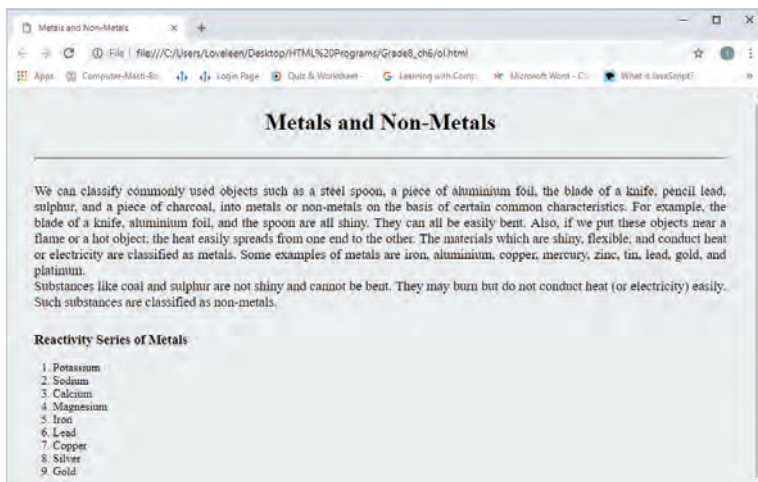 Metals and Non-Metals
File | file:///C:/Users/Loveleen/Desktop/HTML%20Programs/Grade8_ch6/ol.html
Apps
Login Page
Quiz & Worksheet -
Learning with Comp
Microsoft Word - C
What is JavaScript?
Metals and Non-Metals
We can classify commonly used objects such as a steel spoon, a piece of aluminium foil, the blade of a knife, pencil lead,
sulphur, and a piece of charcoal, into metals or non-metals on the basis of certain common characteristics. For example, the
blade of a knife, aluminium foil, and the spoon are all shiny. They can all be easily bent. Also, if we put these objects near a
flame or a hot object, the heat easily spreads from one end to the other. The materials which are shiny, flexible, and conduct heat
or electricity are classified as metals. Some examples of metals are iron, aluminium, copper, mercury, zinc, tin, lead, gold, and
platinum.
Substances like coal and sulphur are not shiny and cannot be bent. They may burn but do not conduct heat (or electricity) easily.
Such substances are classified as non-metals.
Reactivity Series of Metals
1. Potassium
2. Sodium
3. Calcium
4. Magnesium
5. Iron
6. Lead
7. Copper
8. Silver
9. Gold